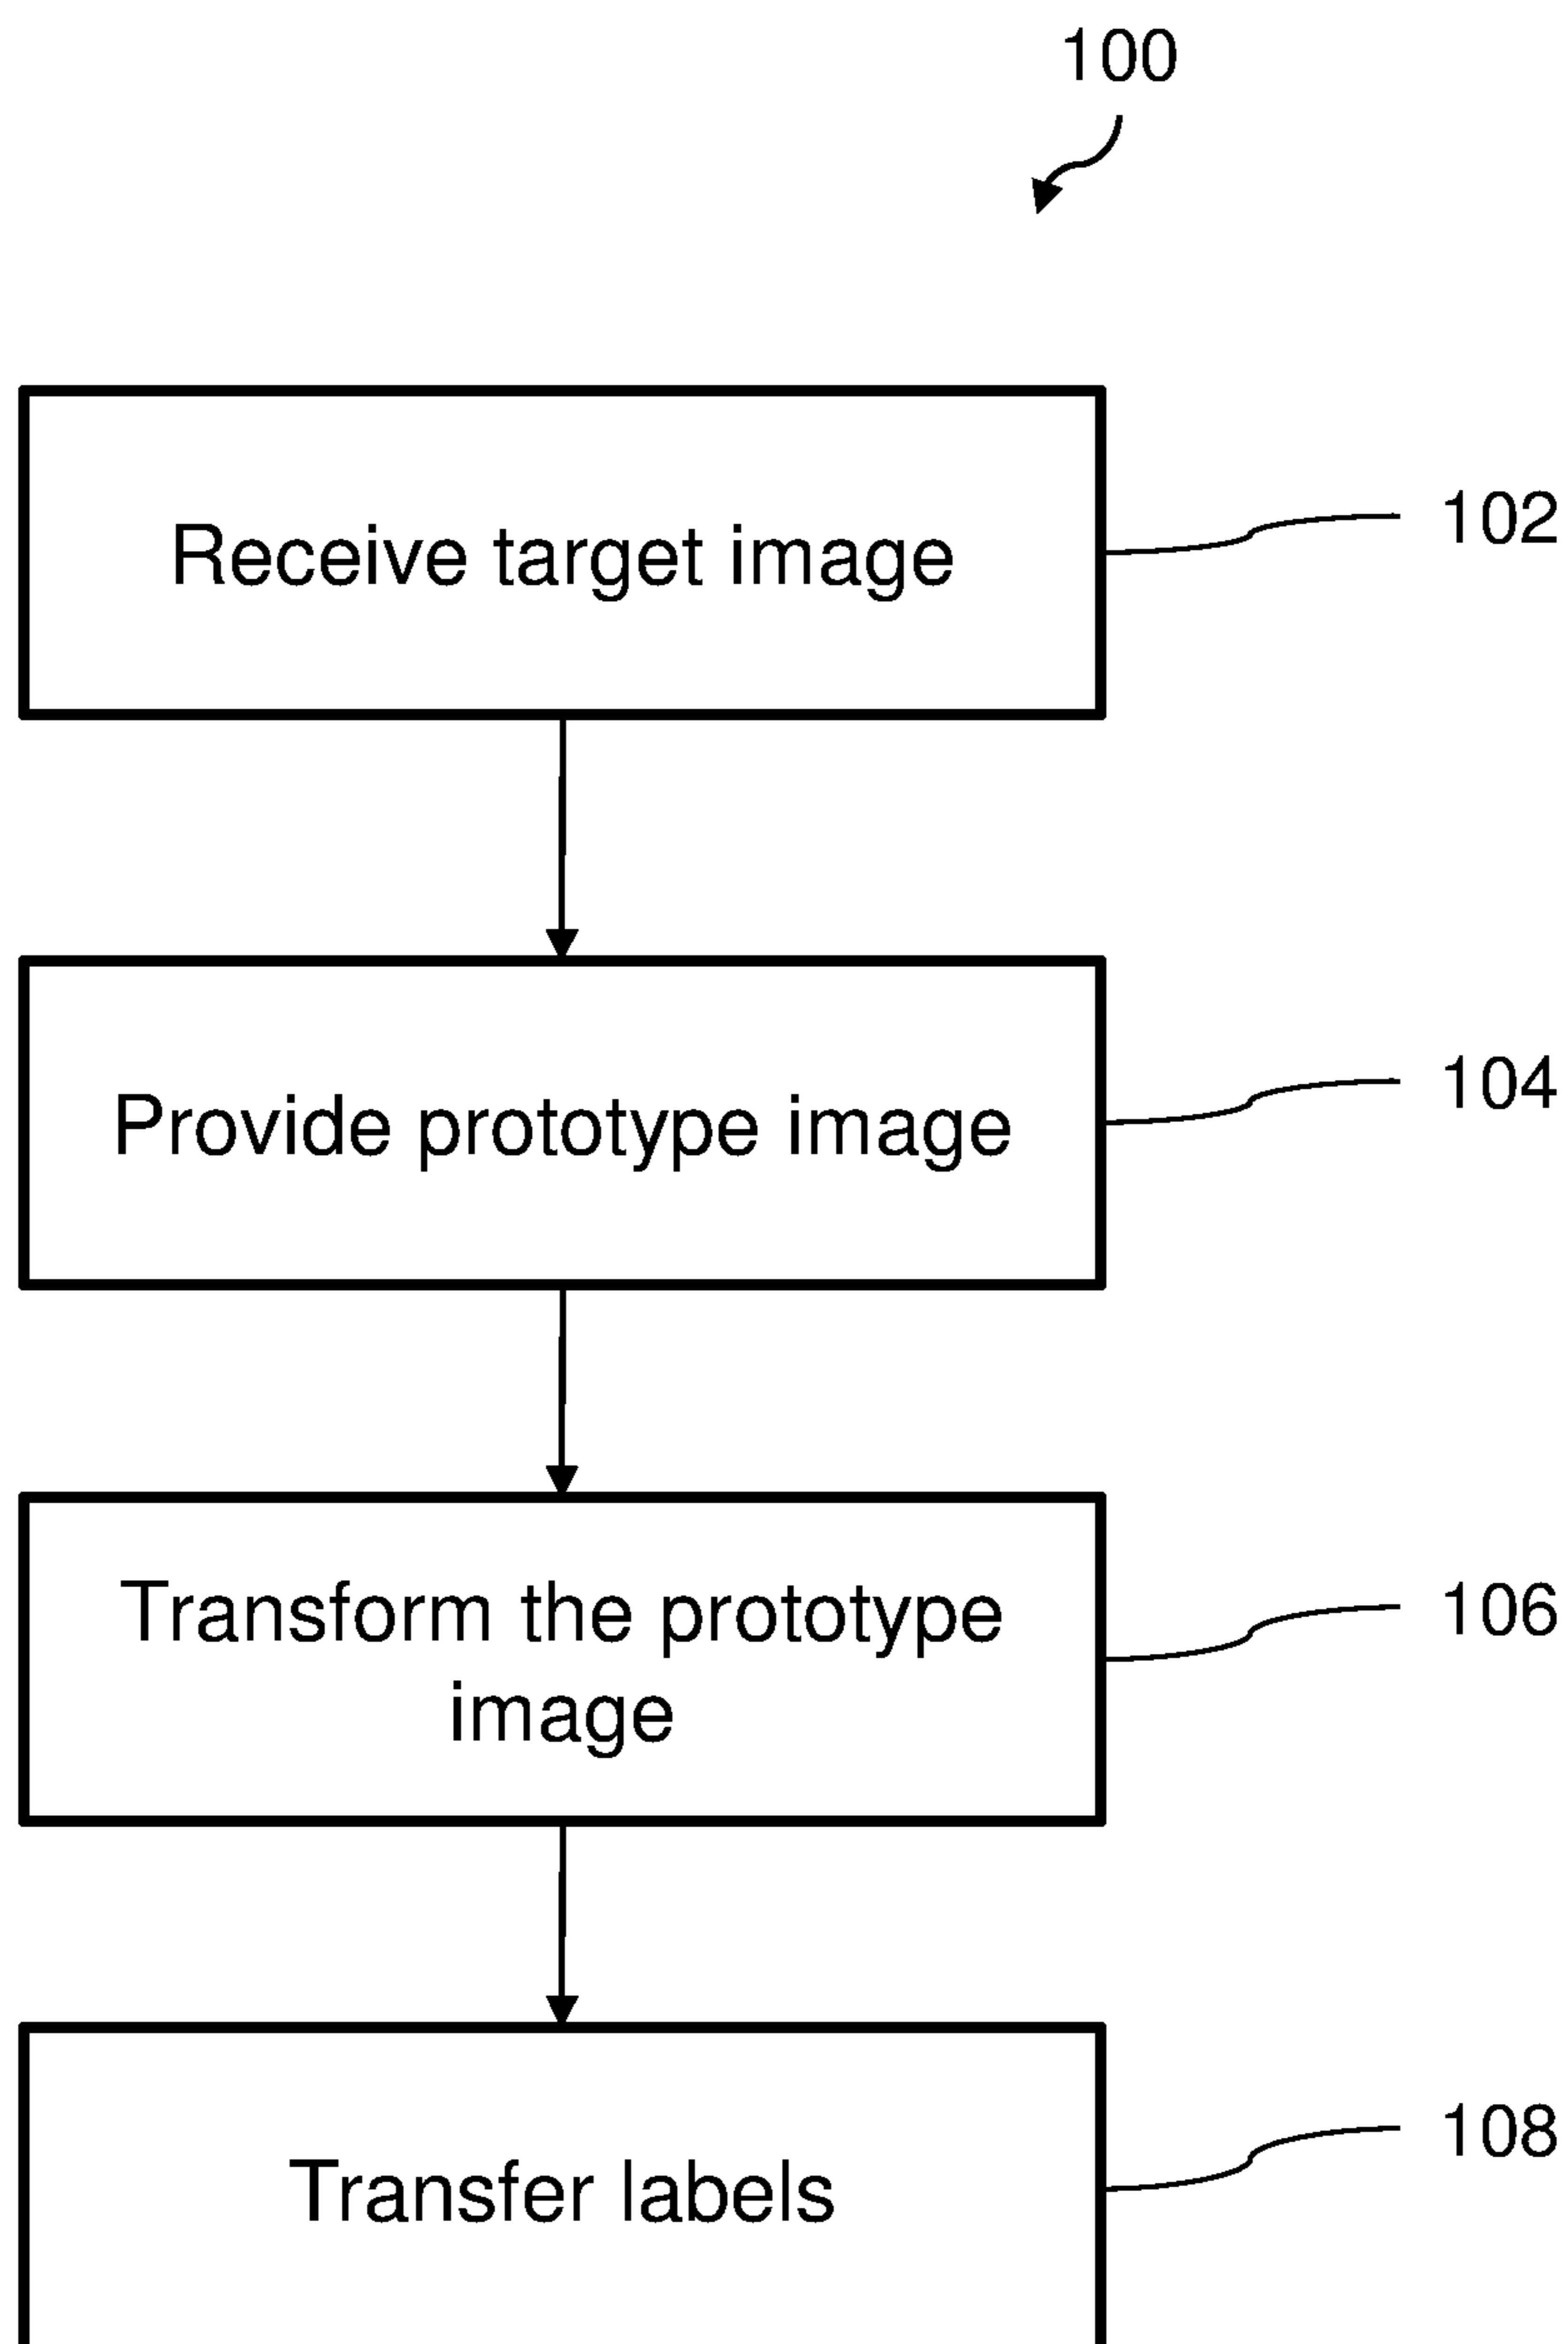 100
Receive target image
102
Provide prototype image
104
Transform the prototype
image
106
Transfer labels
108